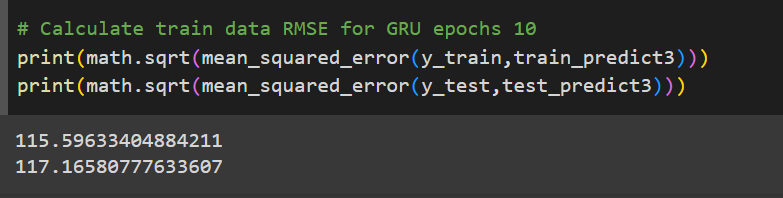 # Calculate train data RMSE for GRU epochs 10
print(math.sqrt(mean_squared_error(y_train,train_predict3)))
print(math.sqrt(mean_squared_error(y_test,test_predict3)))
115.59633404884211
117.16580777633607